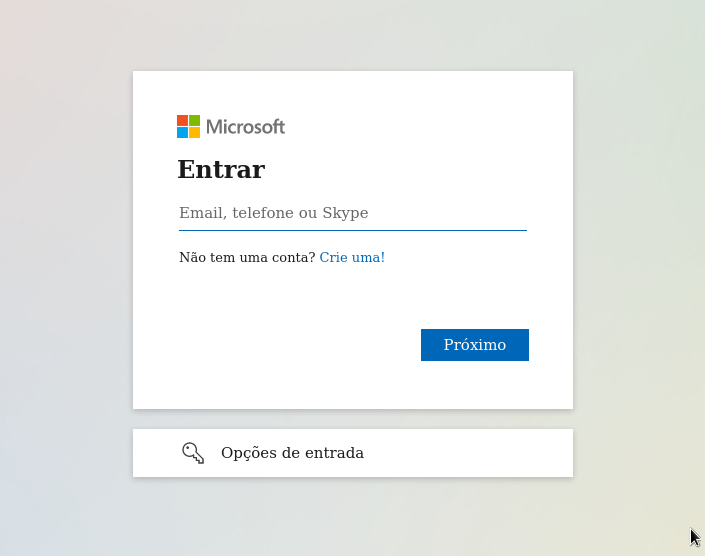 Microsoft
Entrar
Email, telefone ou Skype
Não tem uma conta? Crie uma!
Próximo
Opções de entrada